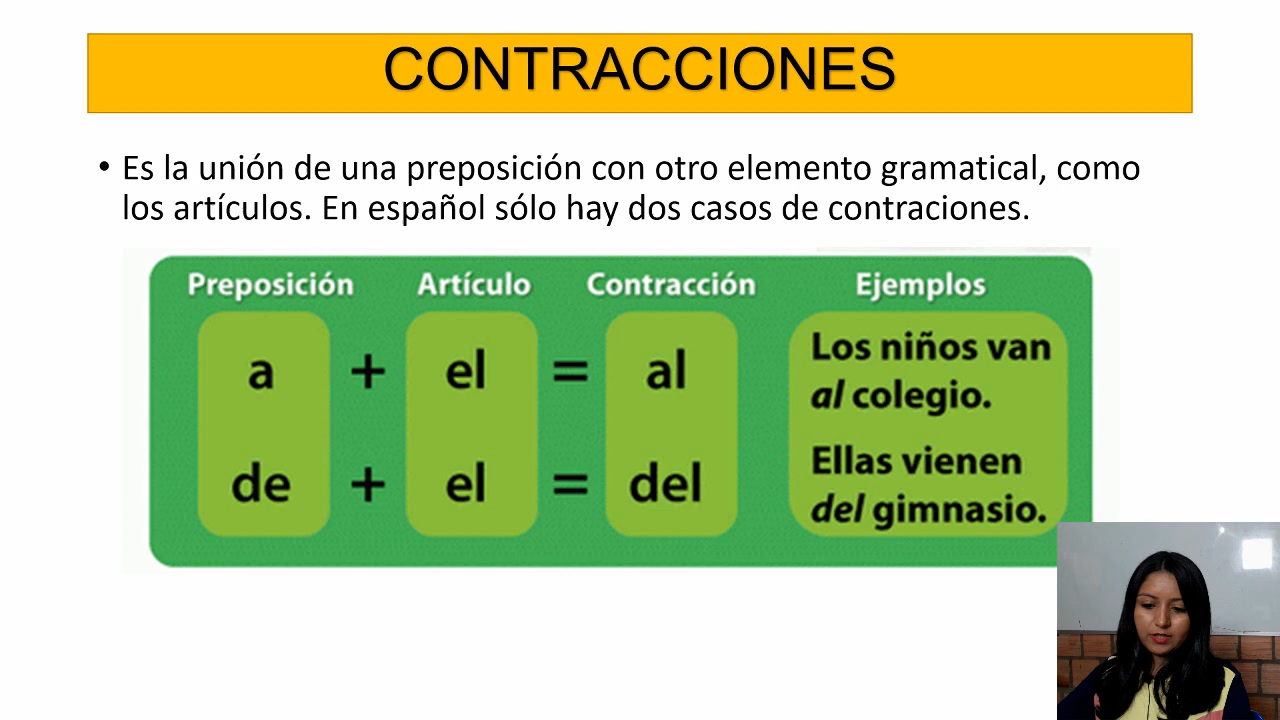 CONTRACCIONES
• Es la unión de una preposición con otro elemento gramatical, como
los artículos. En español sólo hay dos casos de contraciones.
Preposición Artículo Contracción Ejemplos
a + el = al
Los niños van
al colegio.
de + el = del
Ellas vienen
del gimnasio.